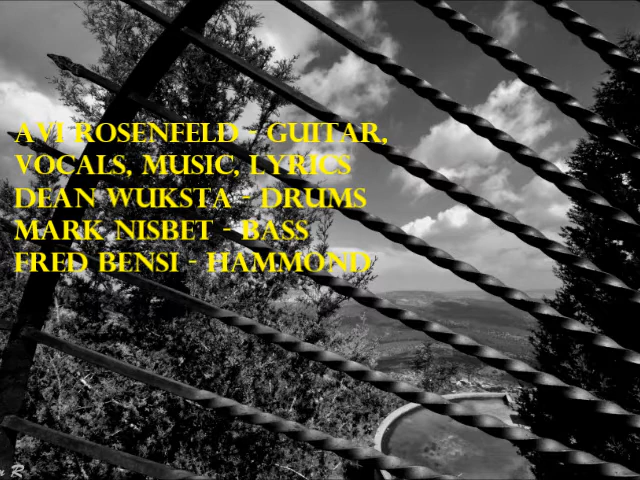 AVI ROSENFELD - GUITAR,
VOCALS, MUSIC, LYRICS
DEAN WUKSTA - DRUMS
MARK NISBET - BASS
FRED BENSI - HAMMOND
R